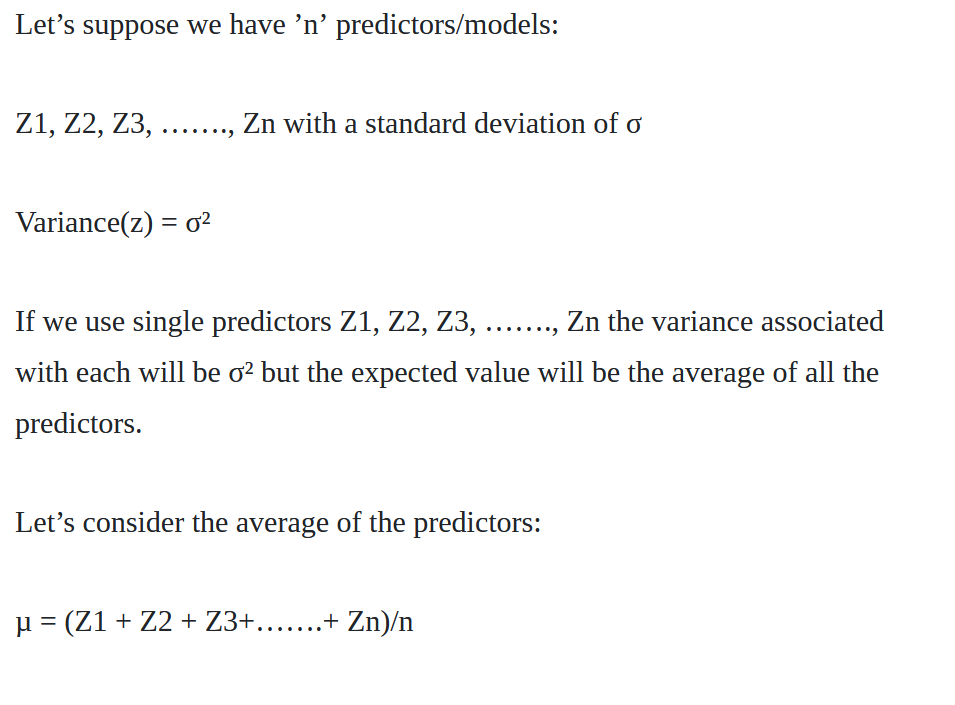 Let’s suppose we have ’n’ predictors/models:
Z1, Z2, Z3, ……., Zn with a standard deviation of σ
Variance(z) = σ²
If we use single predictors Z1, Z2, Z3, ……., Zn the variance associated
with each will be σ² but the expected value will be the average of all the
predictors.
Let’s consider the average of the predictors:
µ = (Z1 + Z2 + Z3+…….+ Zn)/n